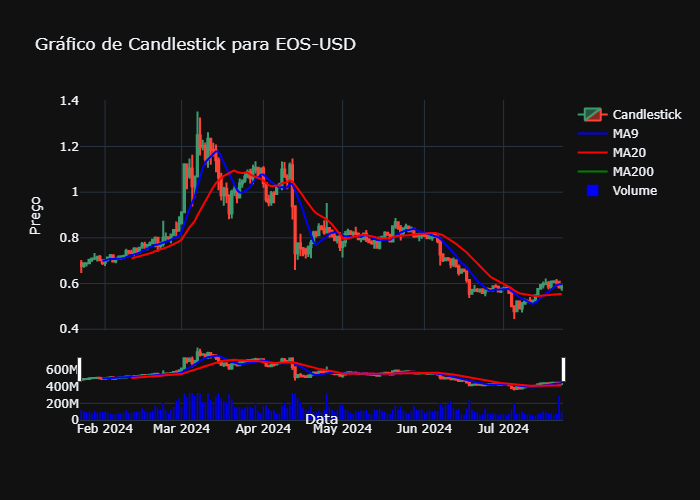 Gráfico de Candlestick para EOS-USD
1.4
1.2
1
0.8
0.6
0.4
Preço
Candlestick
MA9
MA20
MA200
Volume
600M
400M
200M
0
Data
Feb 2024
Mar 2024
Apr 2024
May 2024
Jun 2024
Jul 2024